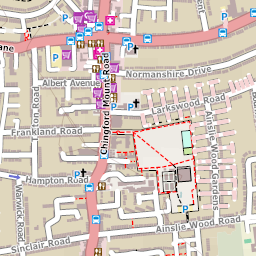 ane
Normanshire Drive
Albert Avenue
Chingford Mount Road
Larkswood Road
Frankland Road
Ainslie Wood Gardens
Hampton Road
Warwick Road
Ainslie Wood Road
Sinclair Road